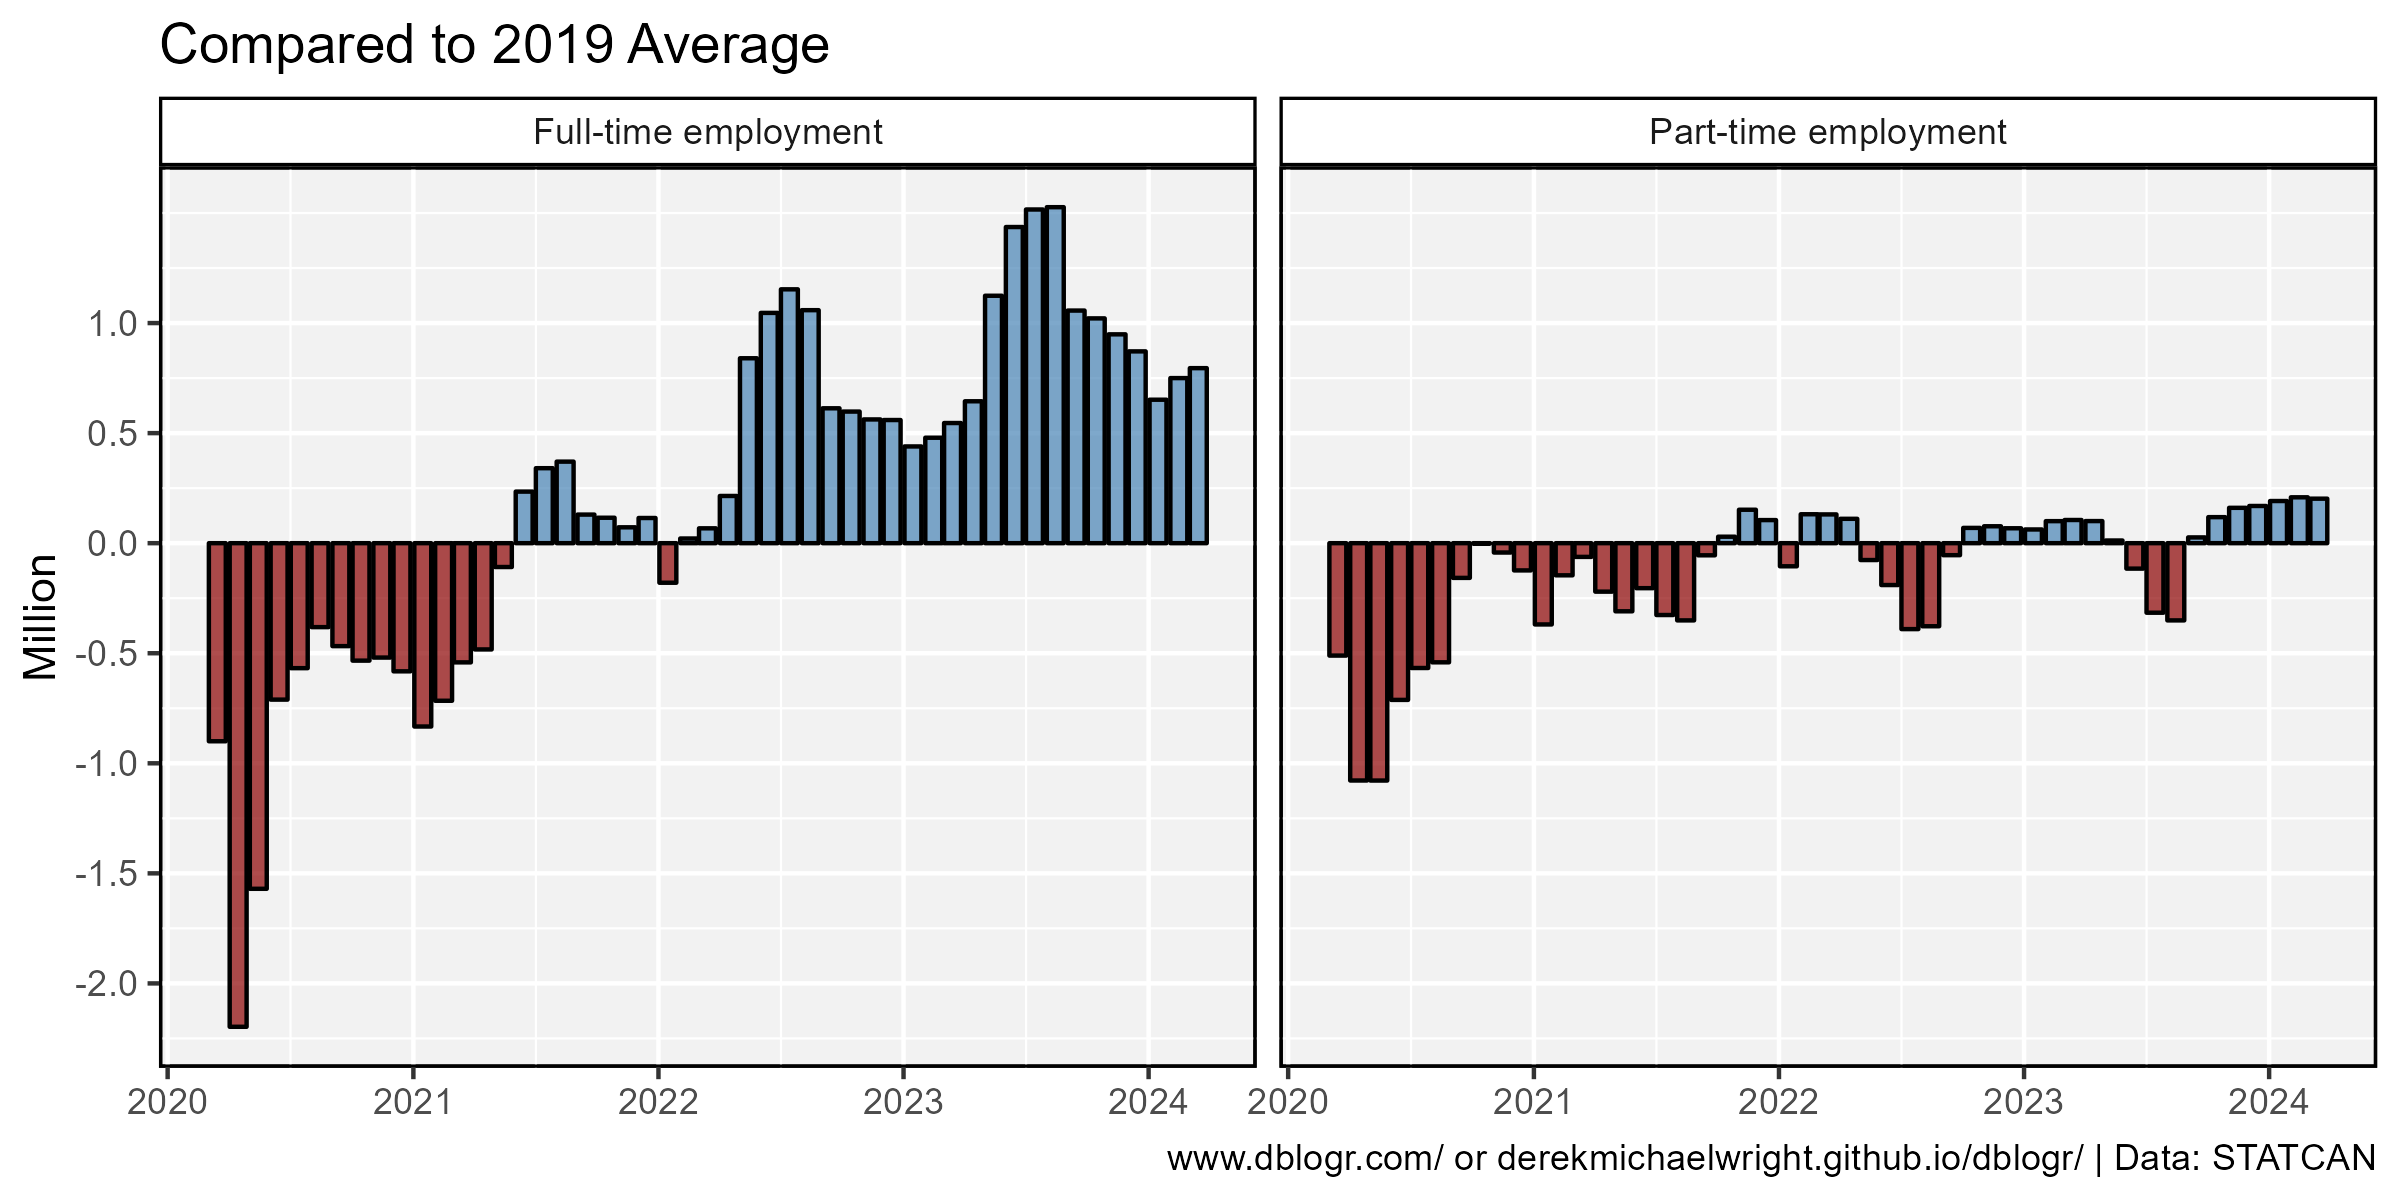 Compared to 2019 Average
Full-time employment
Part-time employment
Million
1.0
0.5
0.0
-0.5
-1.0
-1.5
-2.0
2020 2021 2022 2023 2024
2020 2021 2022 2023 2024
www.dblogr.com/ or derekmichaelwright.github.io/dblogr/ | Data: STATCAN